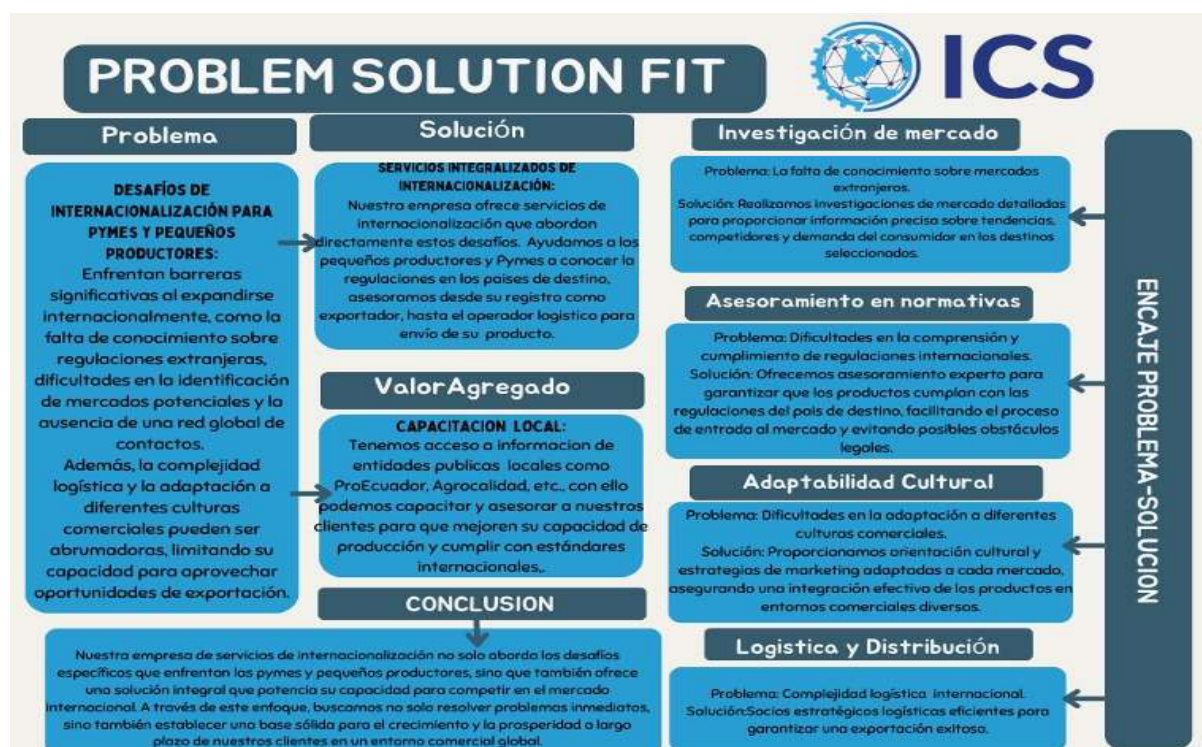 PROBLEM SOLUTION FIT
ICS
Problema
DESAFÍOS DE
INTERNACIONALIZACIÓN PARA
PYMES Y PEQUEÑOS
PRODUCTORES:
Enfrentan barreras
significativas al expandirse
internacionalmente, como la
falta de conocimiento sobre
regulaciones extranjeras,
dificultades en la identificación
de mercados potenciales y la
ausencia de una red global de
contactos.
Además, la complejidad
logística y la adaptación a
diferentes culturas
comerciales pueden ser
abrumadoras, limitando su
capacidad para aprovechar
oportunidades de exportación.
Solución
SERVICIOS INTEGRALIZADOS DE
INTERNACIONALIZACIÓN:
Nuestra empresa ofrece servicios de
internacionalización que abordan
directamente estos desafíos. Ayudamos a los
pequeños productores y Pymes a conocer la
regulaciones en los paises de destino,
asesoramos desde su registro como
exportador, hasta el operador logistico para
envío de su producto.
Valor Agregado
CAPACITACION LOCAL:
Tenemos acceso a informacion de
entidades publicas locales como
ProEcuador, Agrocalidad, etc., con ello
podemos capacitar y asesorar a nuestros
clientes para que mejoren su capacidad de
producción y cumplir con estándares
internacionales,.
CONCLUSION
Nuestra empresa de servicios de internacionalización no solo aborda los desafíos
específicos que enfrentan las pymes y pequeños productores, sino que también ofrece
una solución integral que potencia su capacidad para competir en el mercado
internacional. A través de este enfoque, buscamos no solo resolver problemas inmediatos,
sino también establecer una base sólida para el crecimiento y la prosperidad a largo
plazo de nuestros clientes en un entorno comercial global.
Investigación de mercado
Problema: La falta de conocimiento sobre mercados
extranjeros.
Solución: Realizamos investigaciones de mercado detalladas
para proporcionar información precisa sobre tendencias,
competidores y demanda del consumidor en los destinos
seleccionados.
Asesoramiento en normativas
Problema: Dificultades en la comprensión y
cumplimiento de regulaciones internacionales.
Solución: Ofrecemos asesoramiento experto para
garantizar que los productos cumplan con las
regulaciones del país de destino, facilitando el proceso
de entrada al mercado y evitando posibles obstáculos
legales.
Adaptabilidad Cultural
Problema: Dificultades en la adaptación a diferentes
culturas comerciales.
Solución: Proporcionamos orientación cultural y
estrategias de marketing adaptadas a cada mercado,
asegurando una integración efectiva de los productos en
entornos comerciales diversos.
Logistica y Distribución
Problema: Complejidad logística internacional.
Solución:Socios estratégicos logísticas eficientes para
garantizar una exportación exitosa.
ENCAJE PROBLEMA-SOLUCION